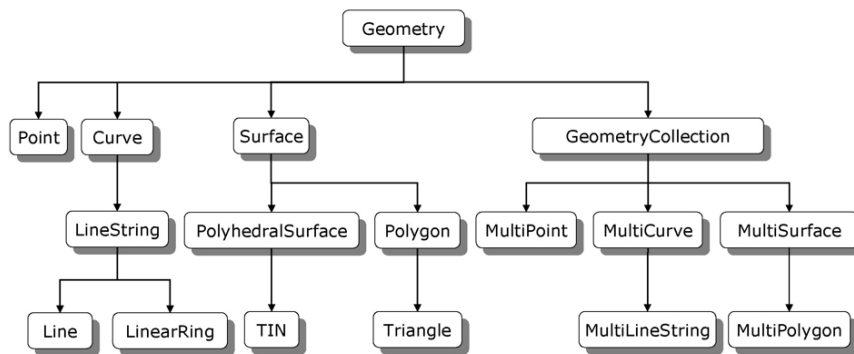 Geometry
Point Curve Surface GeometryCollection
LineString PolyhedralSurface Polygon MultiPoint MultiCurve MultiSurface
Line LinearRing TIN Triangle MultiLineString MultiPolygon